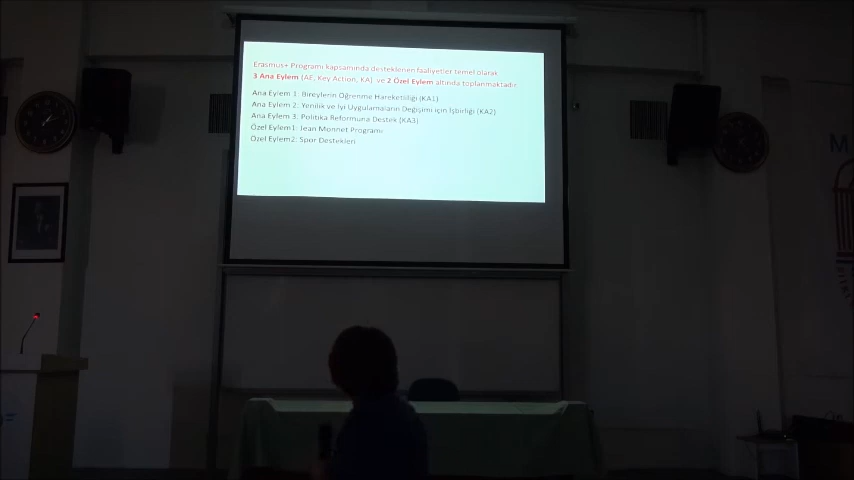 Erasmus+ Programı kapsamında desteklenen faaliyetler temel olarak
3 Ana Eylem (AE, Key Action, KA) ve 2 Özel Eylem altında toplanmaktadır.
Ana Eylem 1: Bireylerin Öğrenme Hareketliliği (KA1)
Ana Eylem 2: Yenilik ve İyi Uygulamaların Değişimi için İşbirliği (KA2)
Ana Eylem 3: Politika Reformuna Destek (KA3)
Özel Eylem1: Jean Monnet Programı
Özel Eylem2: Spor Destekleri
M